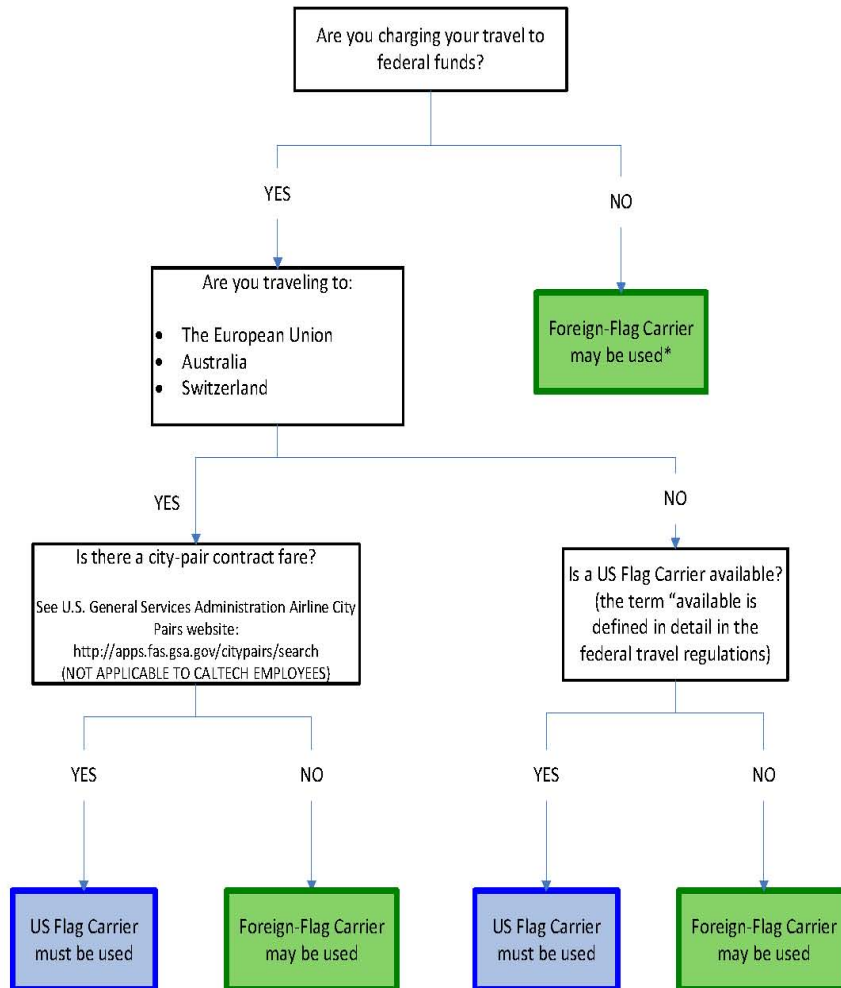 Are you charging your travel to
federal funds?
YES
NO
Are you traveling to:
• The European Union
• Australia
• Switzerland
Foreign-Flag Carrier
may be used*
YES
NO
Is there a city-pair contract fare?
See U.S. General Services Administration Airline City
Pairs website:
http://apps.fas.gsa.gov/citypairs/search
(NOT APPLICABLE TO CALTECH EMPLOYEES)
Is a US Flag Carrier available?
(the term “available is
defined in detail in the
federal travel regulations)
YES
NO
YES
NO
US Flag Carrier
must be used
Foreign-Flag Carrier
may be used
US Flag Carrier
must be used
Foreign-Flag Carrier
may be used